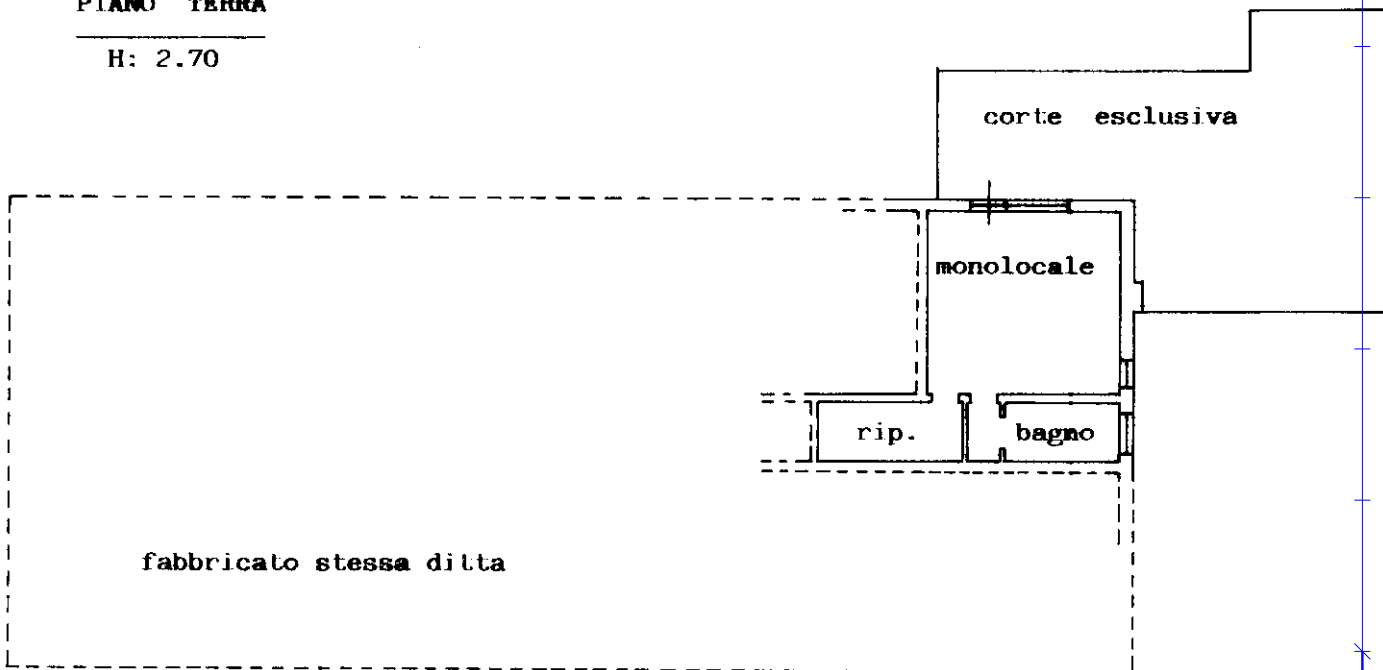 PIANO TERRA
H: 2.70
corte esclusiva
monolocale
rip.
bagno
fabbricato stessa ditta